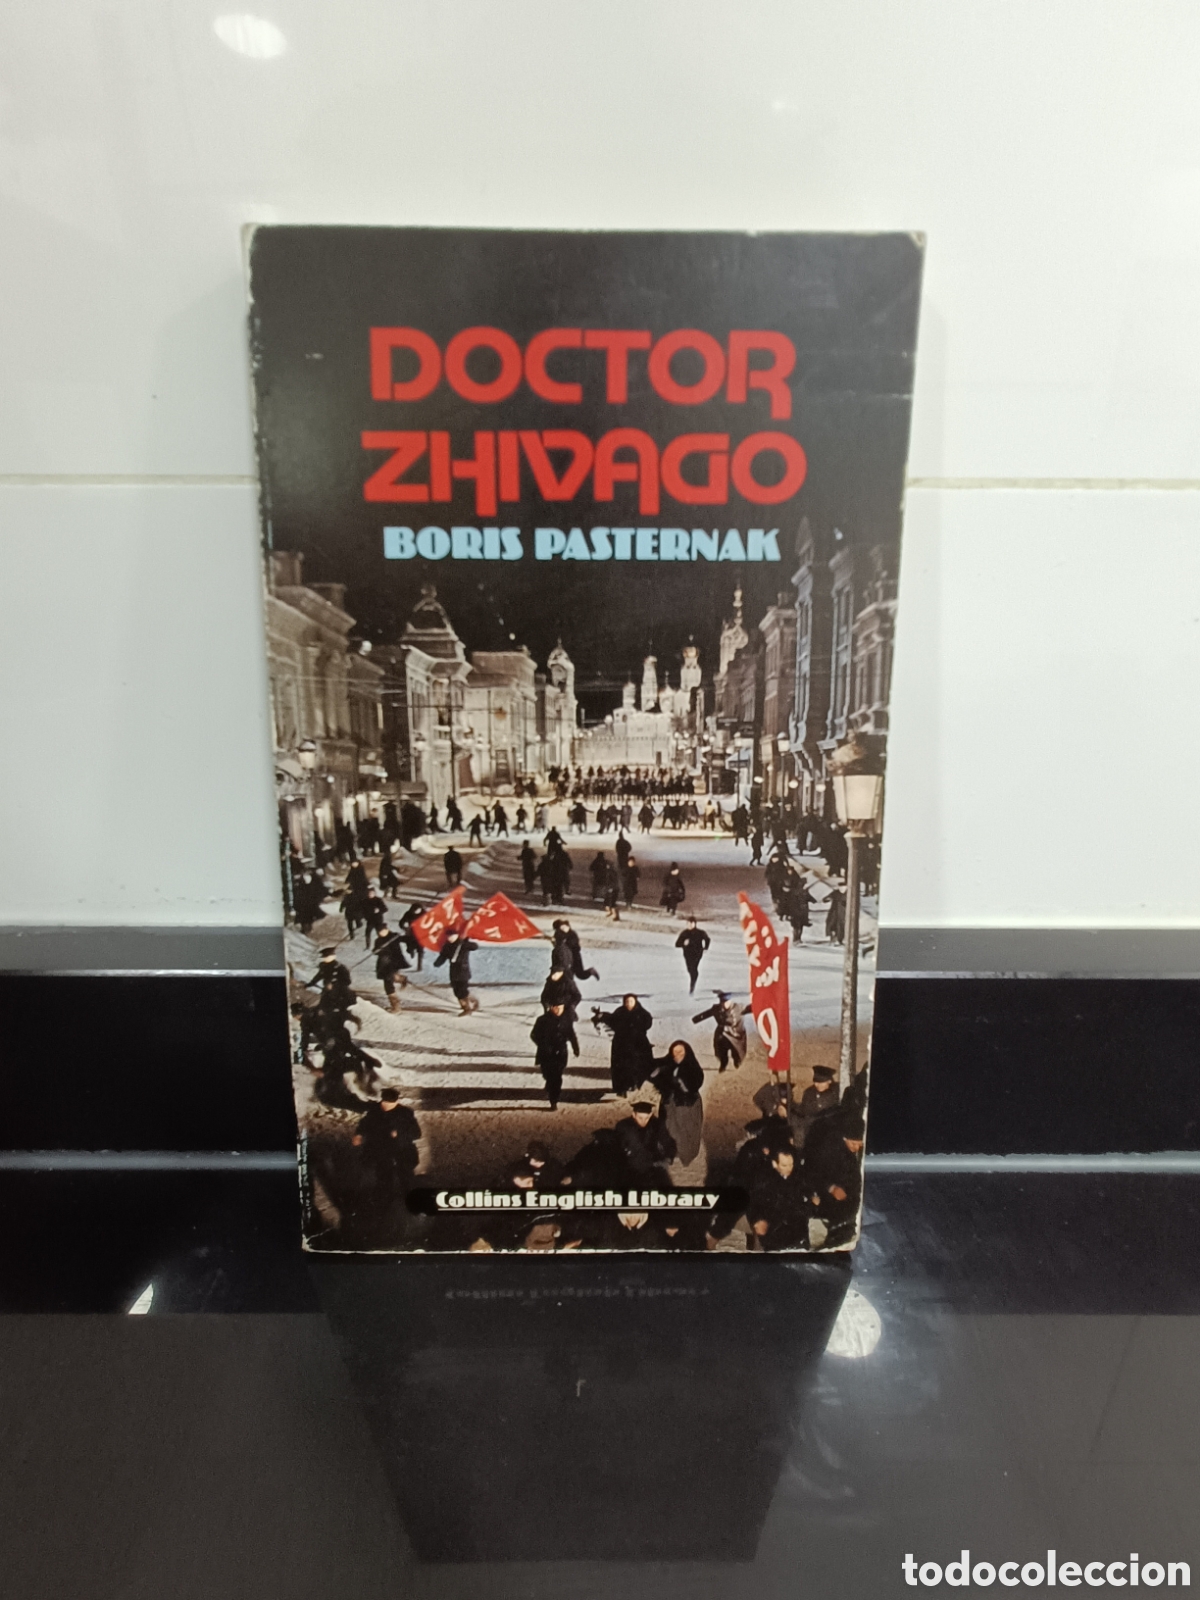 DOCTOR
ZHIVAGO
BORIS PASTERNAK
Collins English Library
todocoleccion